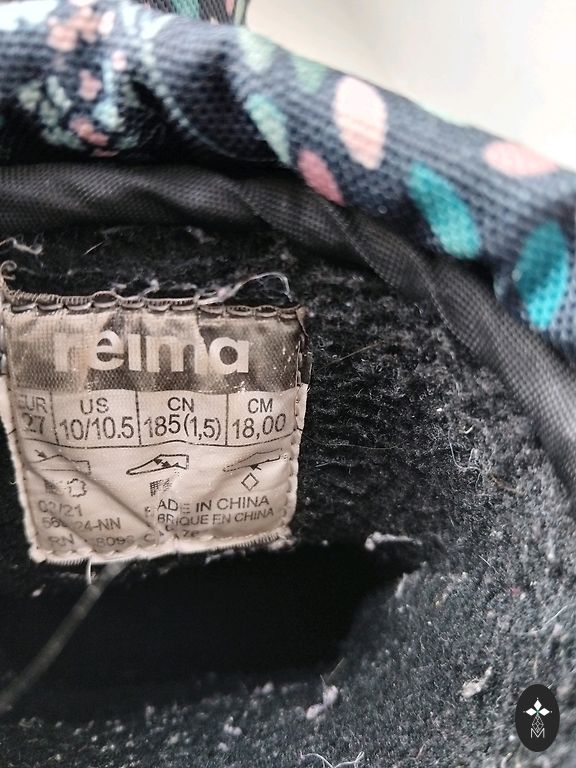 reima
EUR US CN CM
27 10/10.5 185(1,5) 18,00
MADE IN CHINA
FABRIQUE EN CHINA
RN
M